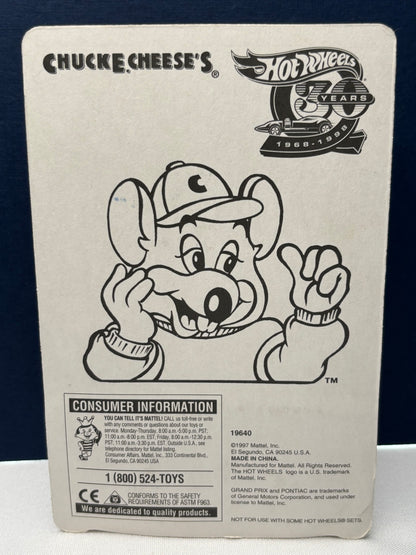 CHUCK E. CHEESE'S®
HOT WHEELS
30 YEARS
1968-1998
C
TM
CONSUMER INFORMATION
YOU CAN TELL IT'S MATTEL! CALL us toll-free or write
with any comments or questions about our toys or
service. Monday-Thursday, 8:00 a.m.-5:00 p.m. PST;
11:00 a.m.-8:00 p.m. EST, Friday, 8:00 a.m.-12:30 p.m.
PST, 11:00 a.m.-3:30 p.m. EST. Outside U.S.A., see
telephone directory for Mattel listing.
Consumer Affairs, Mattel, Inc., 333 Continental Blvd.,
El Segundo, CA 90245 USA
1 (800) 524-TOYS
CE CONFORMS TO THE SAFETY
REQUIREMENTS OF ASTM F963.
We are dedicated to quality products.
19640
©1997 Mattel, Inc.
El Segundo, CA 90245 U.S.A.
MADE IN CHINA.
Manufactured for Mattel. All Rights Reserved.
The HOT WHEELS logo is a U.S. trademark
of Mattel, Inc.
GRAND PRIX and PONTIAC are trademarks
of General Motors Corporation, and used under
license to Mattel, Inc.
NOT FOR USE WITH SOME HOT WHEELS® SETS.